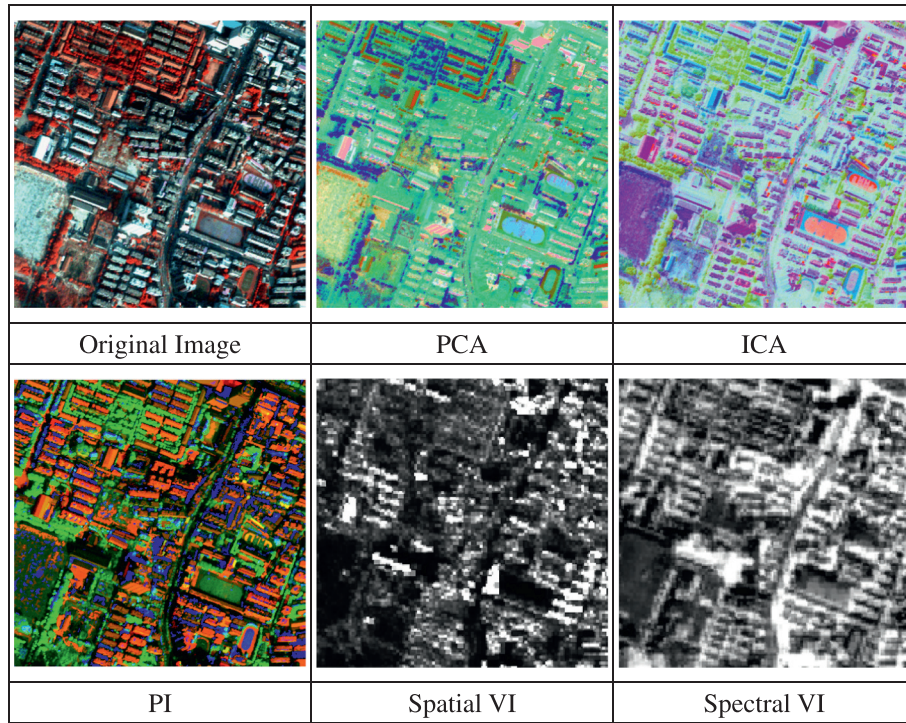 Original Image
PCA
ICA
PI
Spatial VI
Spectral VI